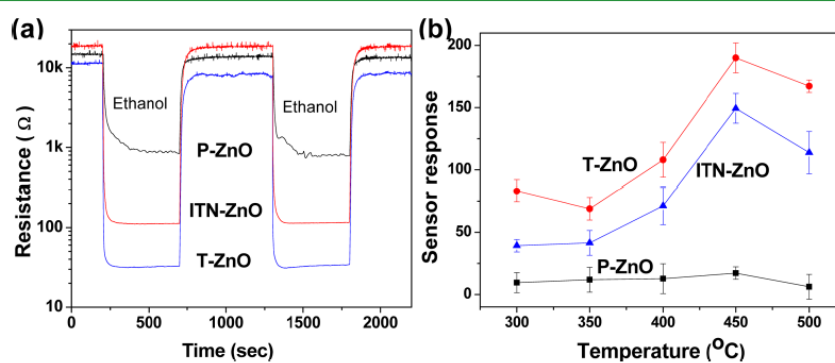 (a)
Resistance ( Ω )
10k
1k
100
10
Ethanol
Ethanol
P-ZnO
ITN-ZnO
T-ZnO
0
500
1000
1500
2000
Time (sec)
(b)
Sensor response
200
150
100
50
0
T-ZnO
ITN-ZnO
P-ZnO
300
350
400
450
500
Temperature (°C)